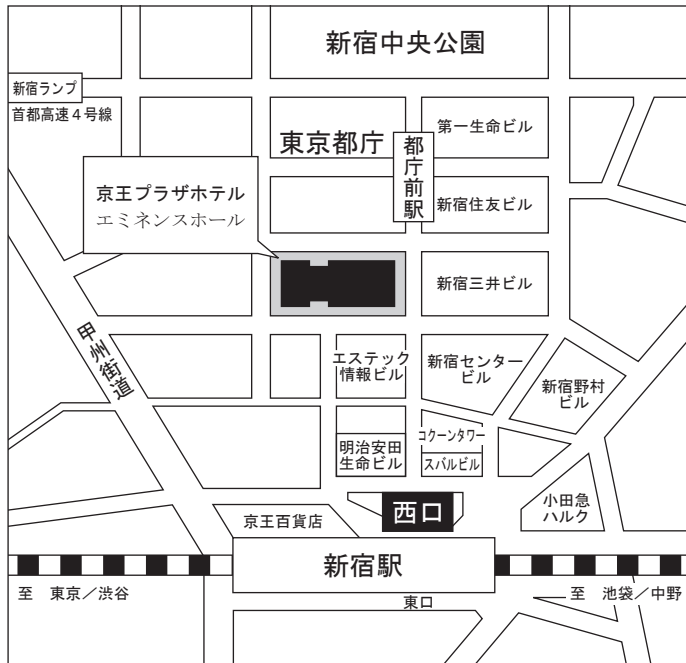 新宿中央公園
新宿ランプ
首都高速4号線
第一生命ビル
東京都庁
都庁前駅
京王プラザホテル
エミネンスホール
新宿住友ビル
新宿三井ビル
甲州街道
エステック
情報ビル
新宿センター
ビル
新宿野村
ビル
明治安田
生命ビル
コクーンタワー
スバルビル
西口
小田急
ハルク
京王百貨店
新宿駅
至 東京/渋谷
東口
至 池袋/中野